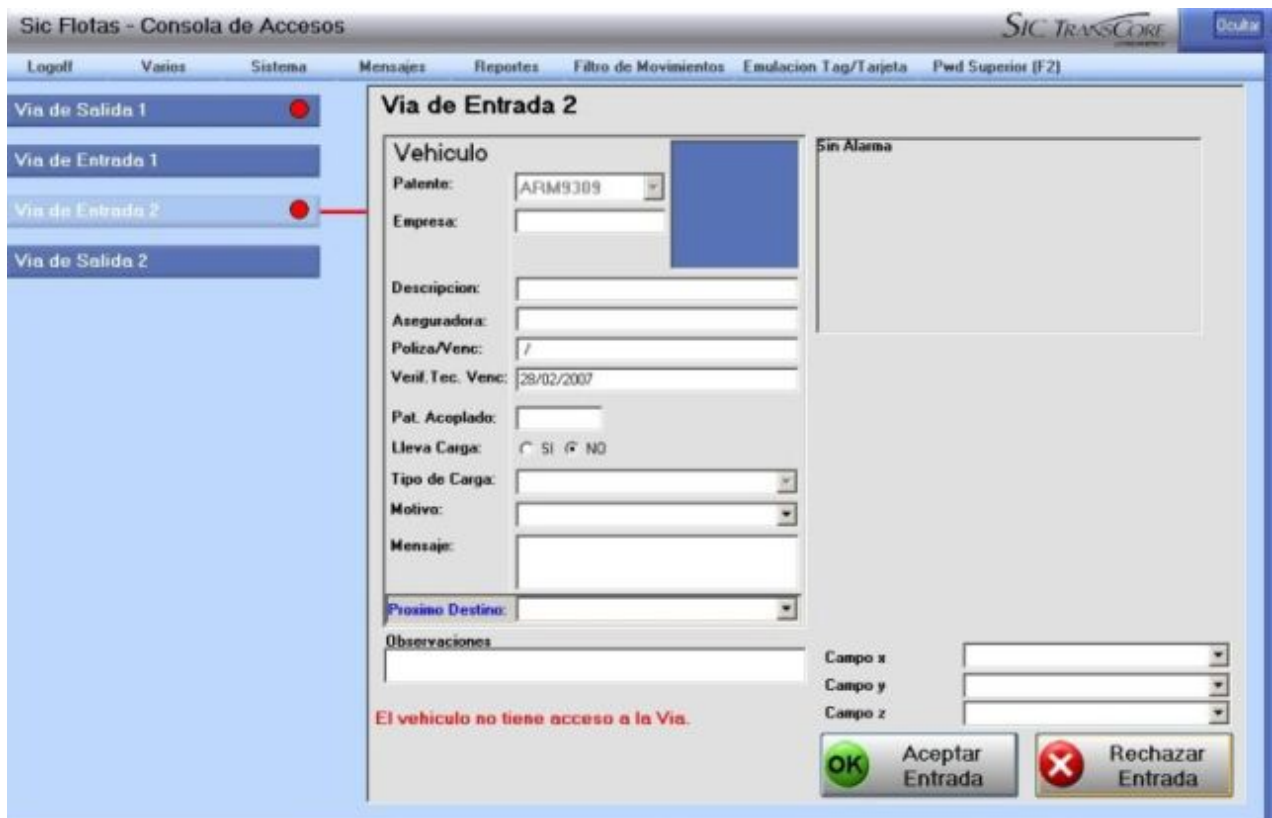 Sic Flotas - Consola de Accesos
SIC TRANSCORE
Ocultar
Logoff Varios Sistema Mensajes Reportes Filtro de Movimientos Emulacion Tag/Tarjeta Pwd Superior (F2)
Via de Salida 1
Via de Entrada 1
Via de Entrada 2
Via de Salida 2
Via de Entrada 2
Vehiculo
Patente: ARM9309
Empresa:
Descripcion:
Aseguradora:
Poliza/Venc: /
Verif.Tec. Venc: 28/02/2007
Pat. Acoplado:
Lleva Carga: SI NO
Tipo de Carga:
Motivo:
Mensaje:
Proximo Destino:
Observaciones
El vehiculo no tiene acceso a la Via.
Sin Alarma
Campo x
Campo y
Campo z
OK Aceptar
Entrada
Rechazar
Entrada